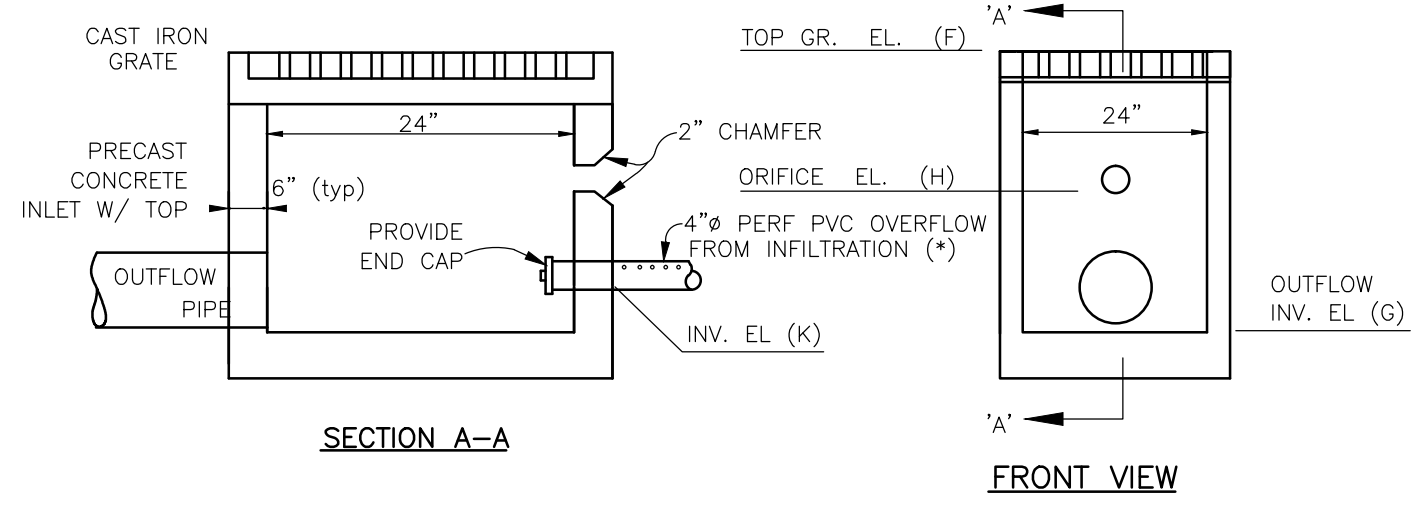 CAST IRON
GRATE
24”
2” CHAMFER
PRECAST
CONCRETE
INLET W/ TOP
6” (typ)
PROVIDE
END CAP
4”ø PERF PVC OVERFLOW
FROM INFILTRATION (*)
OUTFLOW
PIPE
INV. EL (K)
SECTION A–A
'A'
TOP GR. EL. (F)
24”
ORIFICE EL. (H)
OUTFLOW
INV. EL (G)
'A'
FRONT VIEW